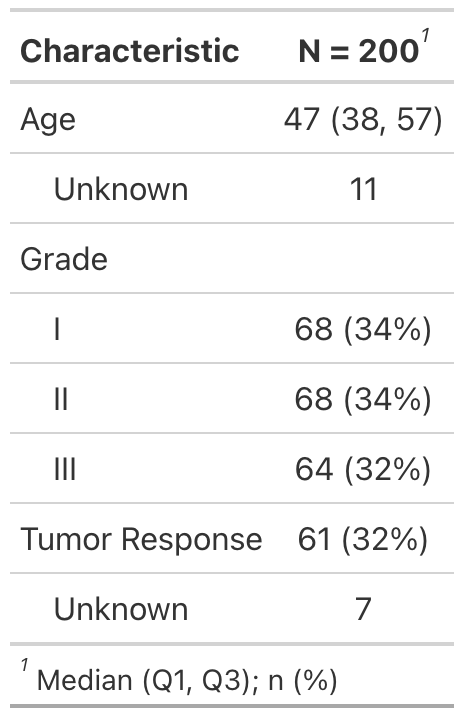 Characteristic N = 200¹
Age 47 (38, 57)
Unknown 11
Grade
I 68 (34%)
II 68 (34%)
III 64 (32%)
Tumor Response 61 (32%)
Unknown 7
¹ Median (Q1, Q3); n (%)